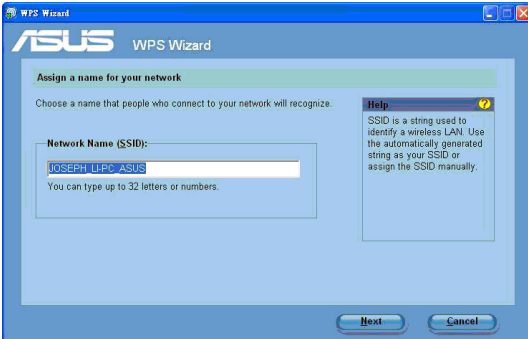 WPS Wizard
ASUS WPS Wizard
Assign a name for your network
Choose a name that people who connect to your network will recognize.
Network Name (SSID):
JOSEPH_LI-PC_ASUS
You can type up to 32 letters or numbers.
Help
SSID is a string used to
identify a wireless LAN. Use
the automatically generated
string as your SSID or
assign the SSID manually.
Next
Cancel